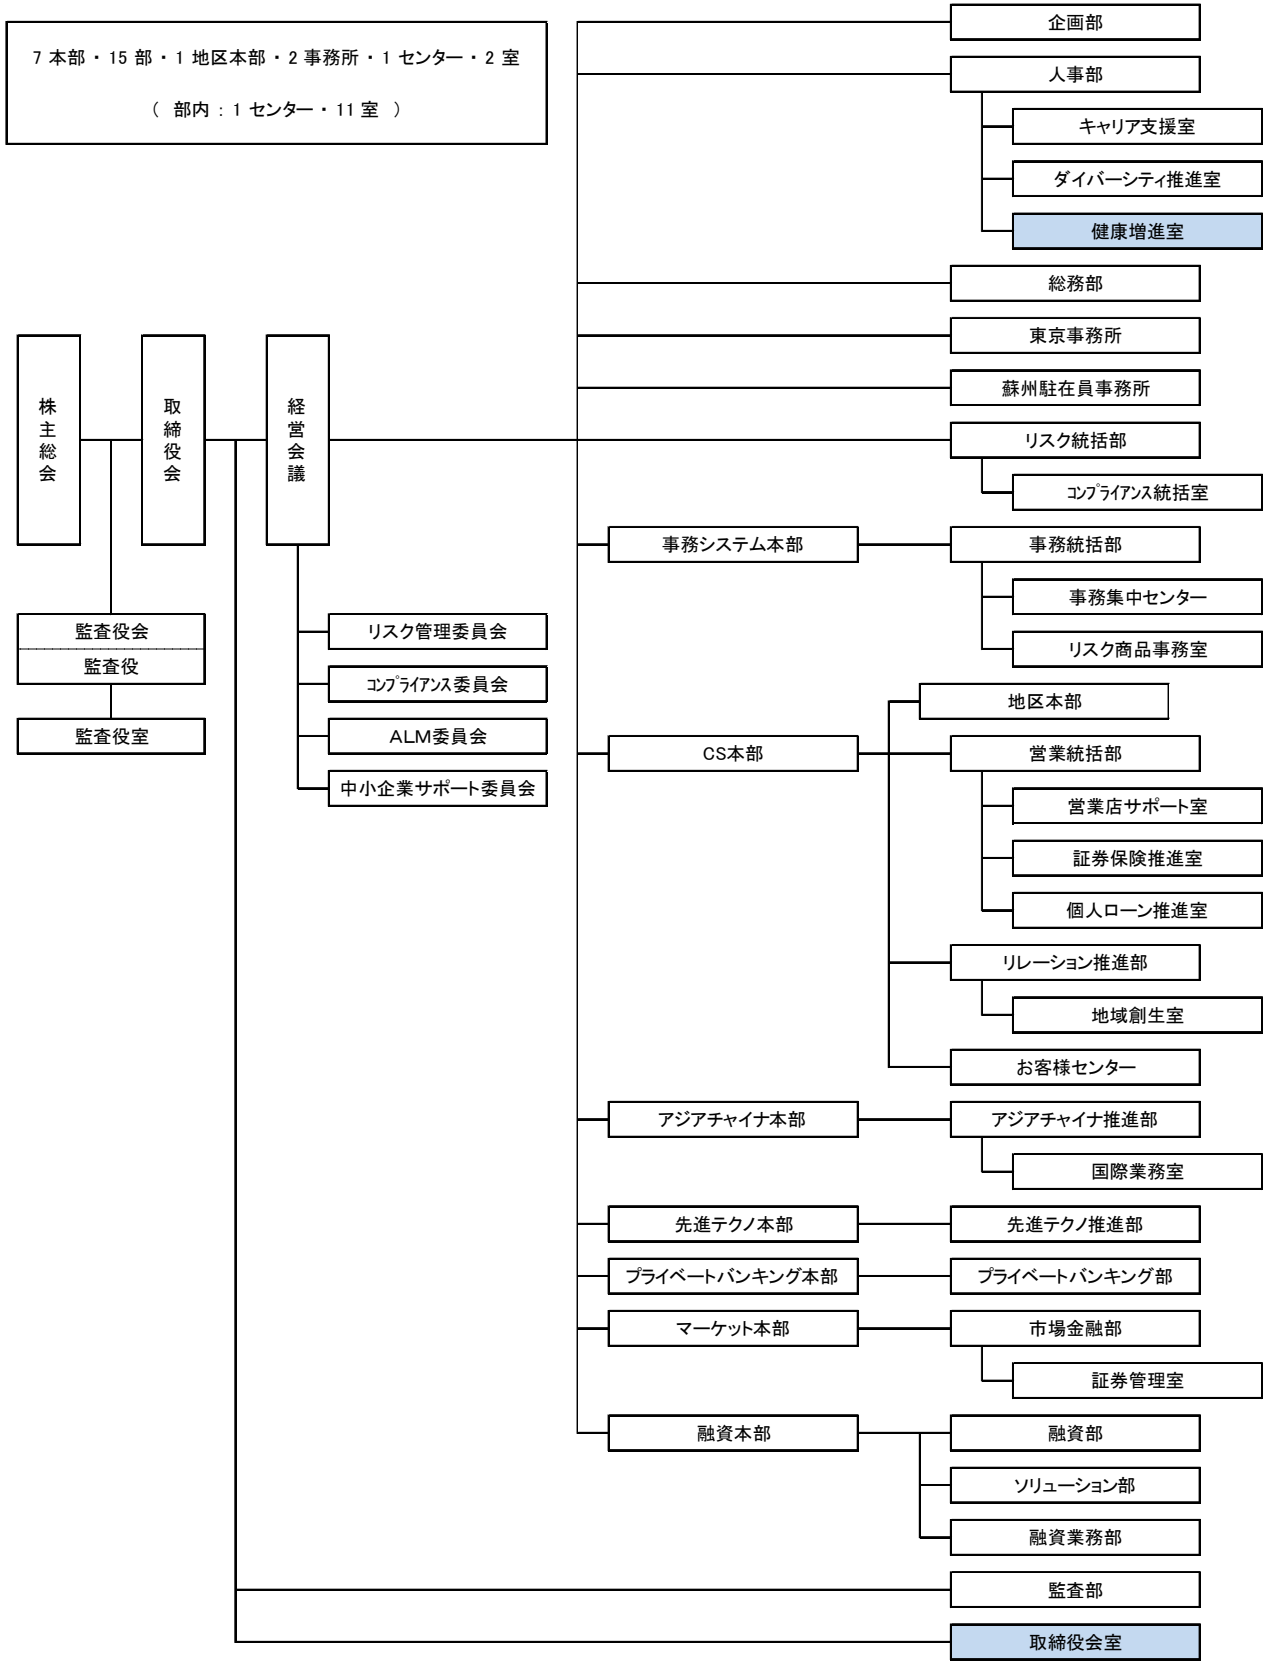 7 本部 ・ 15 部 ・ 1 地区本部 ・ 2 事務所 ・ 1 センター ・ 2 室
（ 部内 : 1 センター ・ 11 室 ）
株主総会
取締役会
経営会議
監査役会
監査役
監査役室
リスク管理委員会
コンプライアンス委員会
ALM委員会
中小企業サポート委員会
企画部
人事部
キャリア支援室
ダイバーシティ推進室
健康増進室
総務部
東京事務所
蘇州駐在員事務所
リスク統括部
コンプライアンス統括室
事務システム本部
事務統括部
事務集中センター
リスク商品事務室
CS本部
地区本部
営業統括部
営業店サポート室
証券保険推進室
個人ローン推進室
リレーション推進部
地域創生室
お客様センター
アジアチャイナ本部
アジアチャイナ推進部
国際業務室
先進テクノ本部
先進テクノ推進部
プライベートバンキング本部
プライベートバンキング部
マーケット本部
市場金融部
証券管理室
融資本部
融資部
ソリューション部
融資業務部
監査部
取締役会室